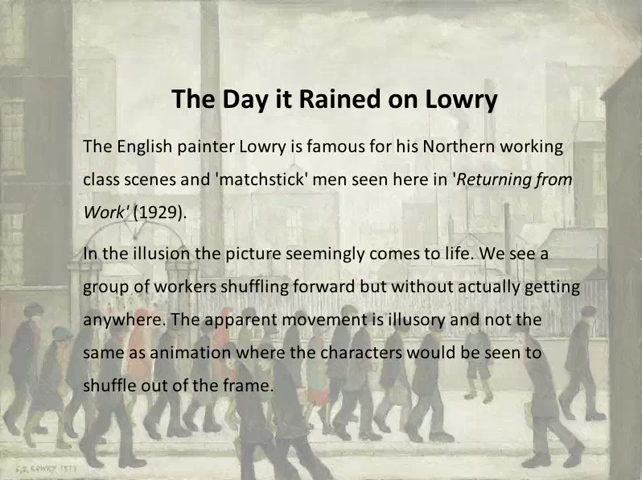 The Day it Rained on Lowry
The English painter Lowry is famous for his Northern working
class scenes and 'matchstick' men seen here in 'Returning from
Work' (1929).
In the illusion the picture seemingly comes to life. We see a
group of workers shuffling forward but without actually getting
anywhere. The apparent movement is illusory and not the
same as animation where the characters would be seen to
shuffle out of the frame.